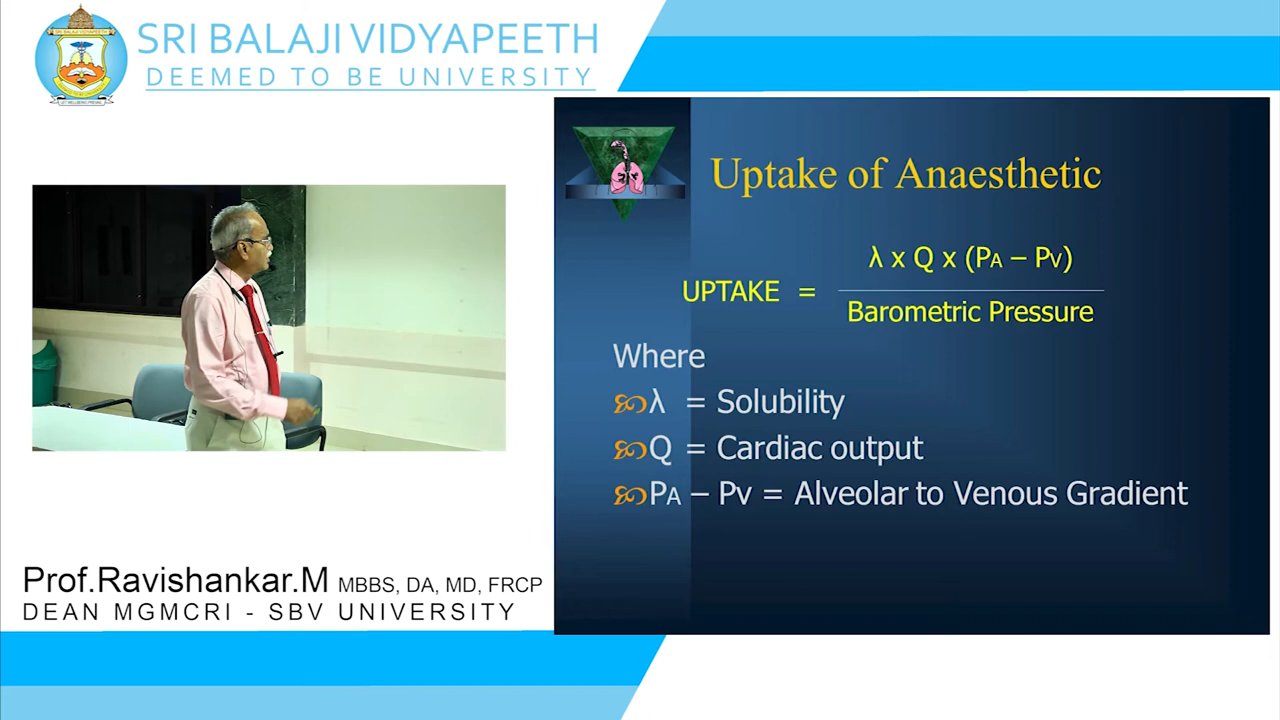 SRI BALAJI VIDYAPEETH
DEEMED TO BE UNIVERSITY
Uptake of Anaesthetic
UPTAKE = λ x Q x (PA – PV)
Barometric Pressure
Where
λ = Solubility
Q = Cardiac output
PA – Pv = Alveolar to Venous Gradient
Prof.Ravishankar.M MBBS, DA, MD, FRCP
DEAN MGMCRI - SBV UNIVERSITY